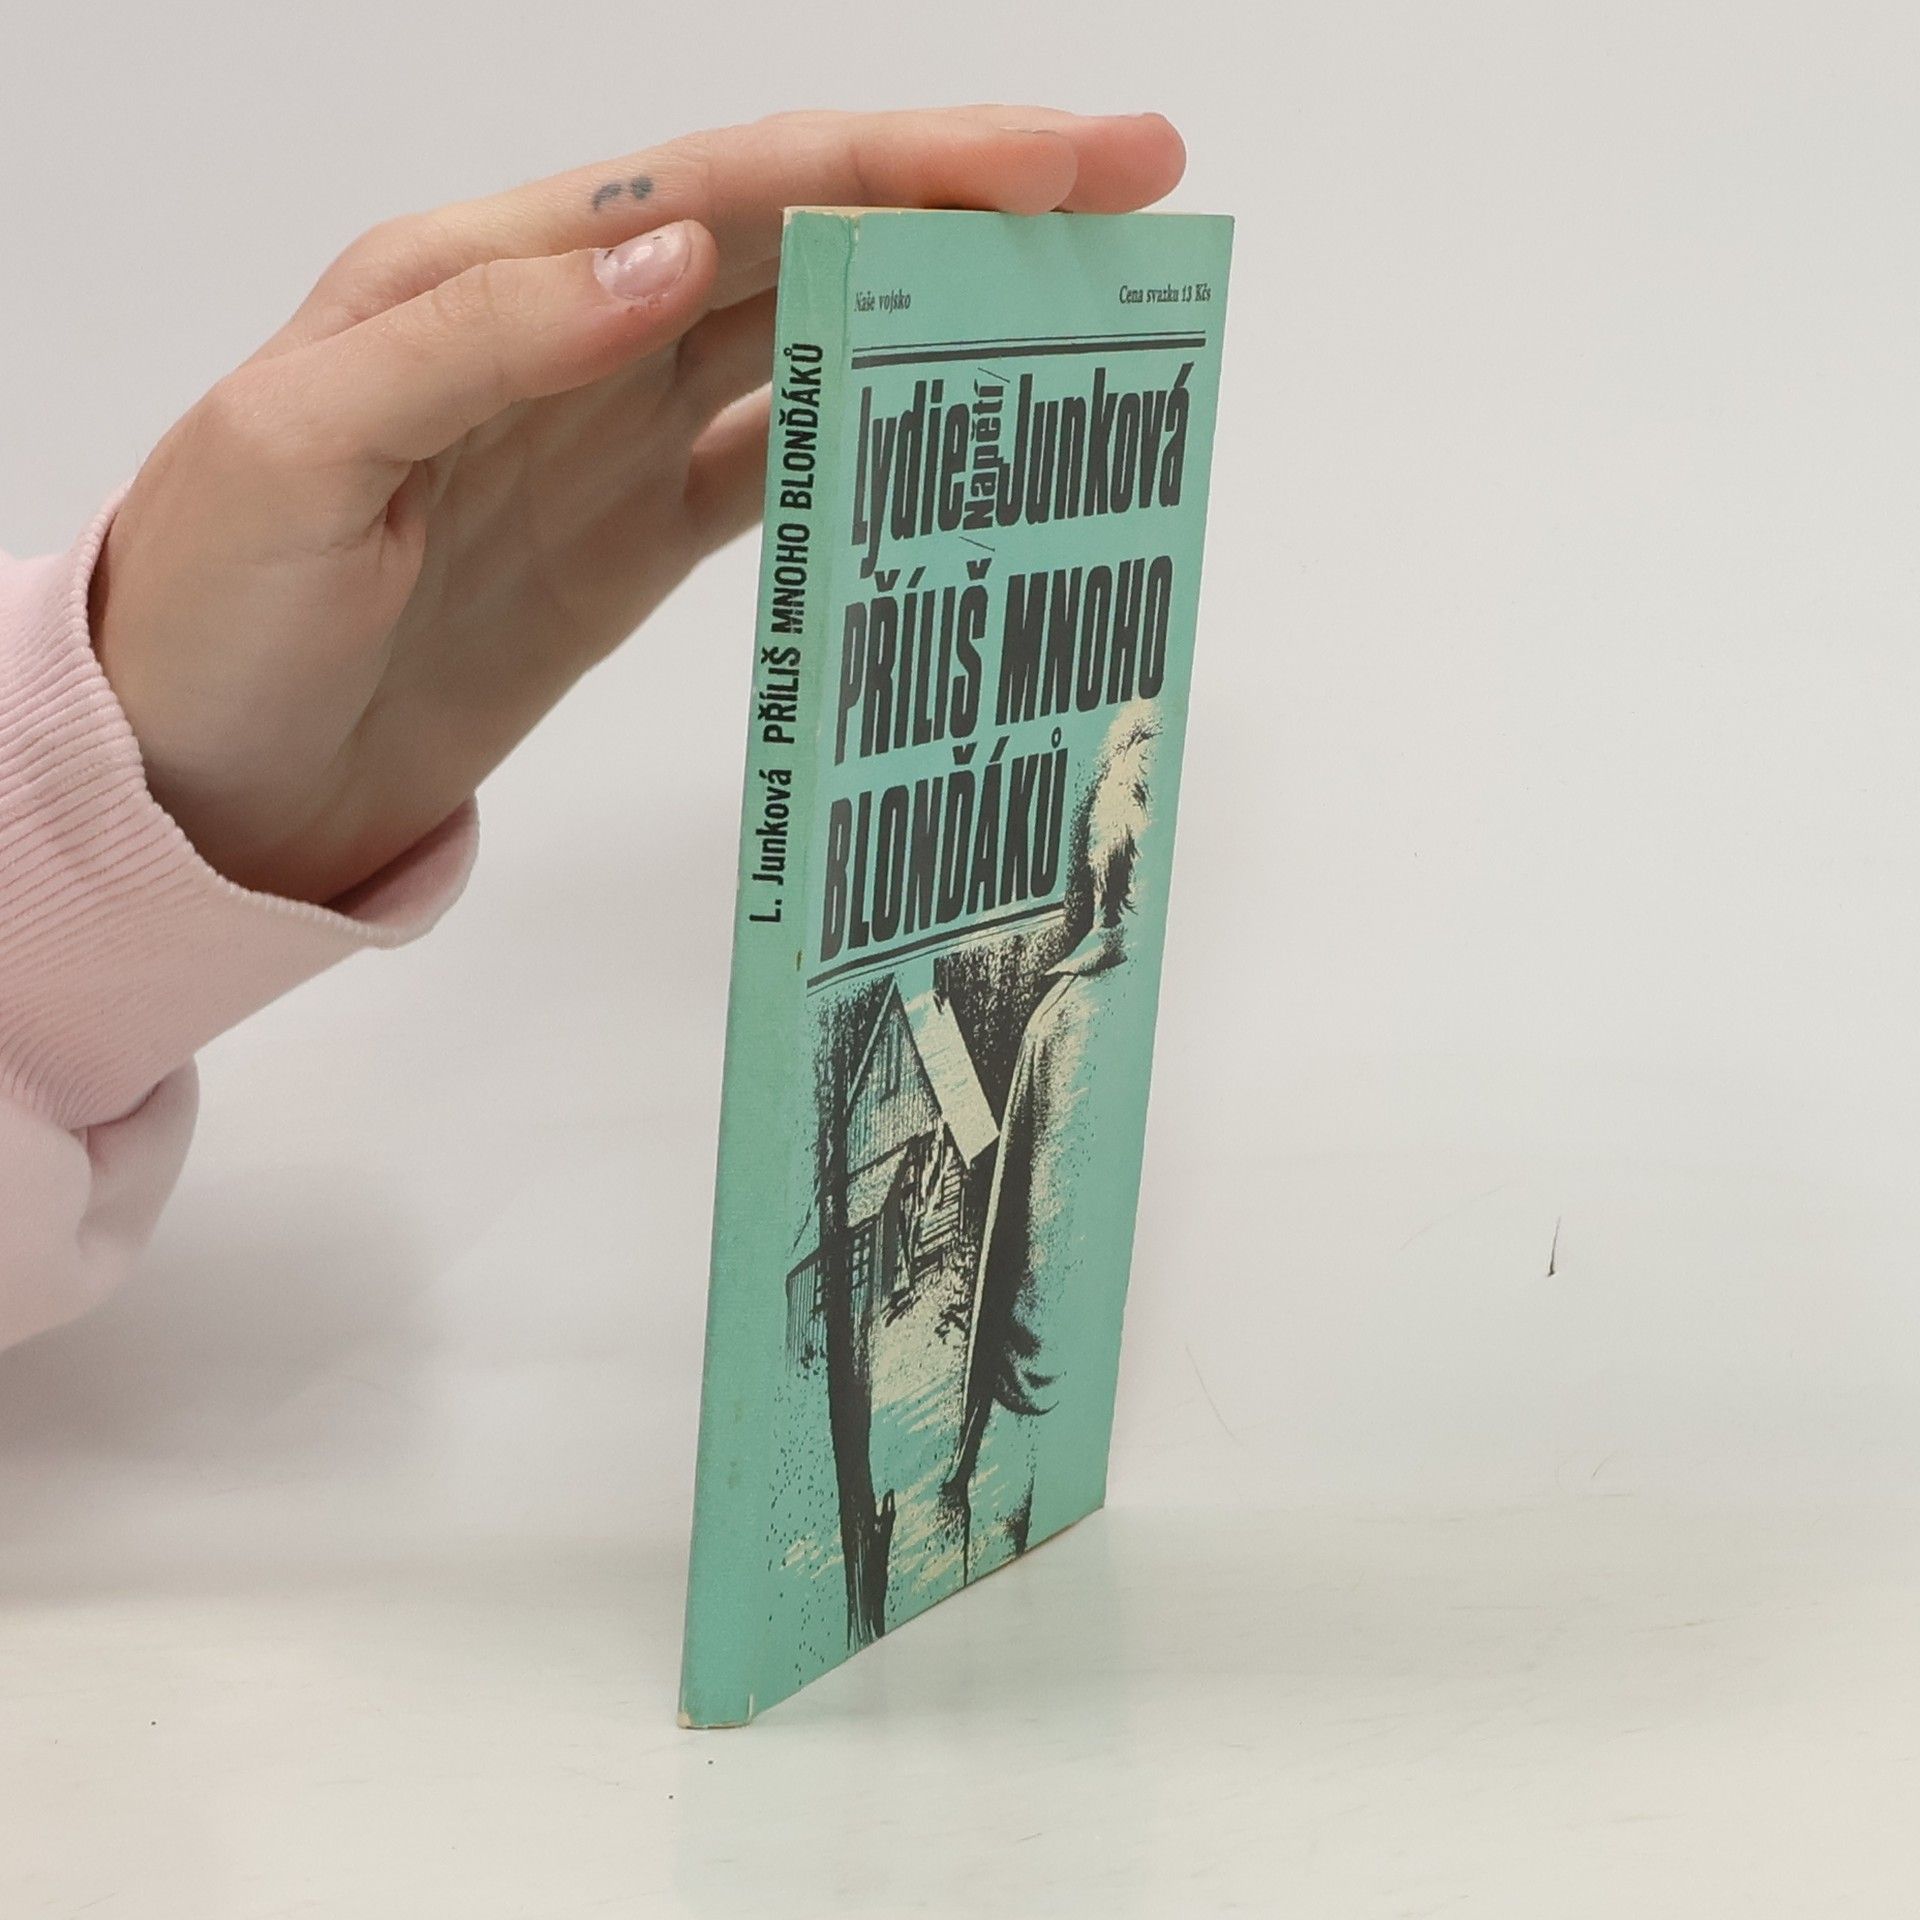 L. Junková PŘÍLIŠ MNOHO BLONĎÁKŮ
Naše vojsko
Cena svazku 13 Kčs
Lydie /Napětí/ Junková
PŘÍLIŠ MNOHO
BLONĎÁKŮ